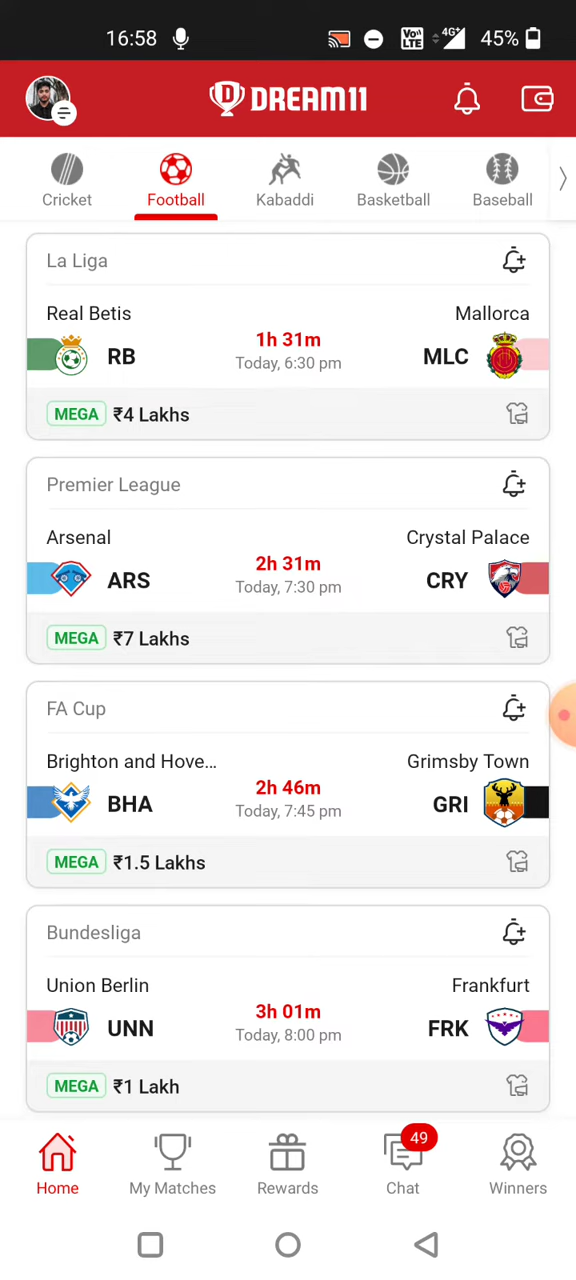 16:58 Vo LTE 4G+ 45%
DREAM11
Cricket Football Kabaddi Basketball Baseball
La Liga
Real Betis Mallorca
RB 1h 31m MLC
Today, 6:30 pm
MEGA ₹4 Lakhs
Premier League
Arsenal Crystal Palace
ARS 2h 31m CRY
Today, 7:30 pm
MEGA ₹7 Lakhs
FA Cup
Brighton and Hove... Grimsby Town
BHA 2h 46m GRI
Today, 7:45 pm
MEGA ₹1.5 Lakhs
Bundesliga
Union Berlin Frankfurt
UNN 3h 01m FRK
Today, 8:00 pm
MEGA ₹1 Lakh
49
Home My Matches Rewards Chat Winners